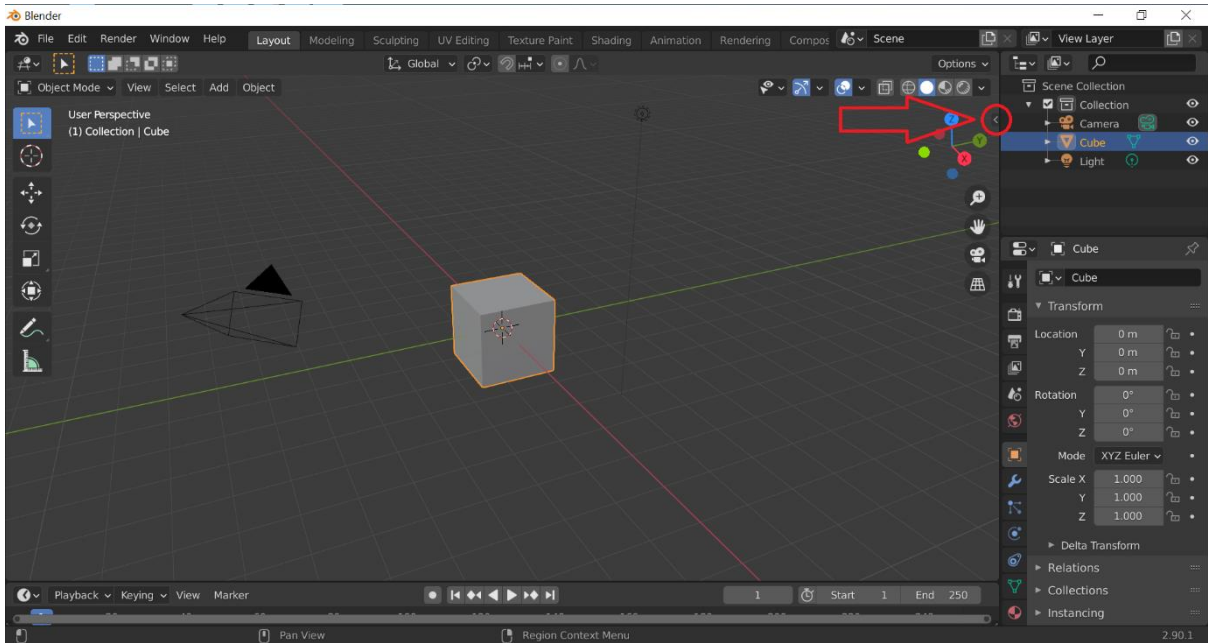 Blender
File Edit Render Window Help Layout Modeling Sculpting UV Editing Texture Paint Shading Animation Rendering Compos Scene View Layer
Global Options
Object Mode View Select Add Object
User Perspective
(1) Collection | Cube
Z
Y
X
Scene Collection
Collection
Camera
Cube
Light
Cube
Cube
Transform
Location 0 m
Y 0 m
Z 0 m
Rotation 0°
Y 0°
Z 0°
Mode XYZ Euler
Scale X 1.000
Y 1.000
Z 1.000
Delta Transform
Relations
Collections
Instancing
Playback Keying View Marker 1 Start 1 End 250
Pan View Region Context Menu 2.90.1